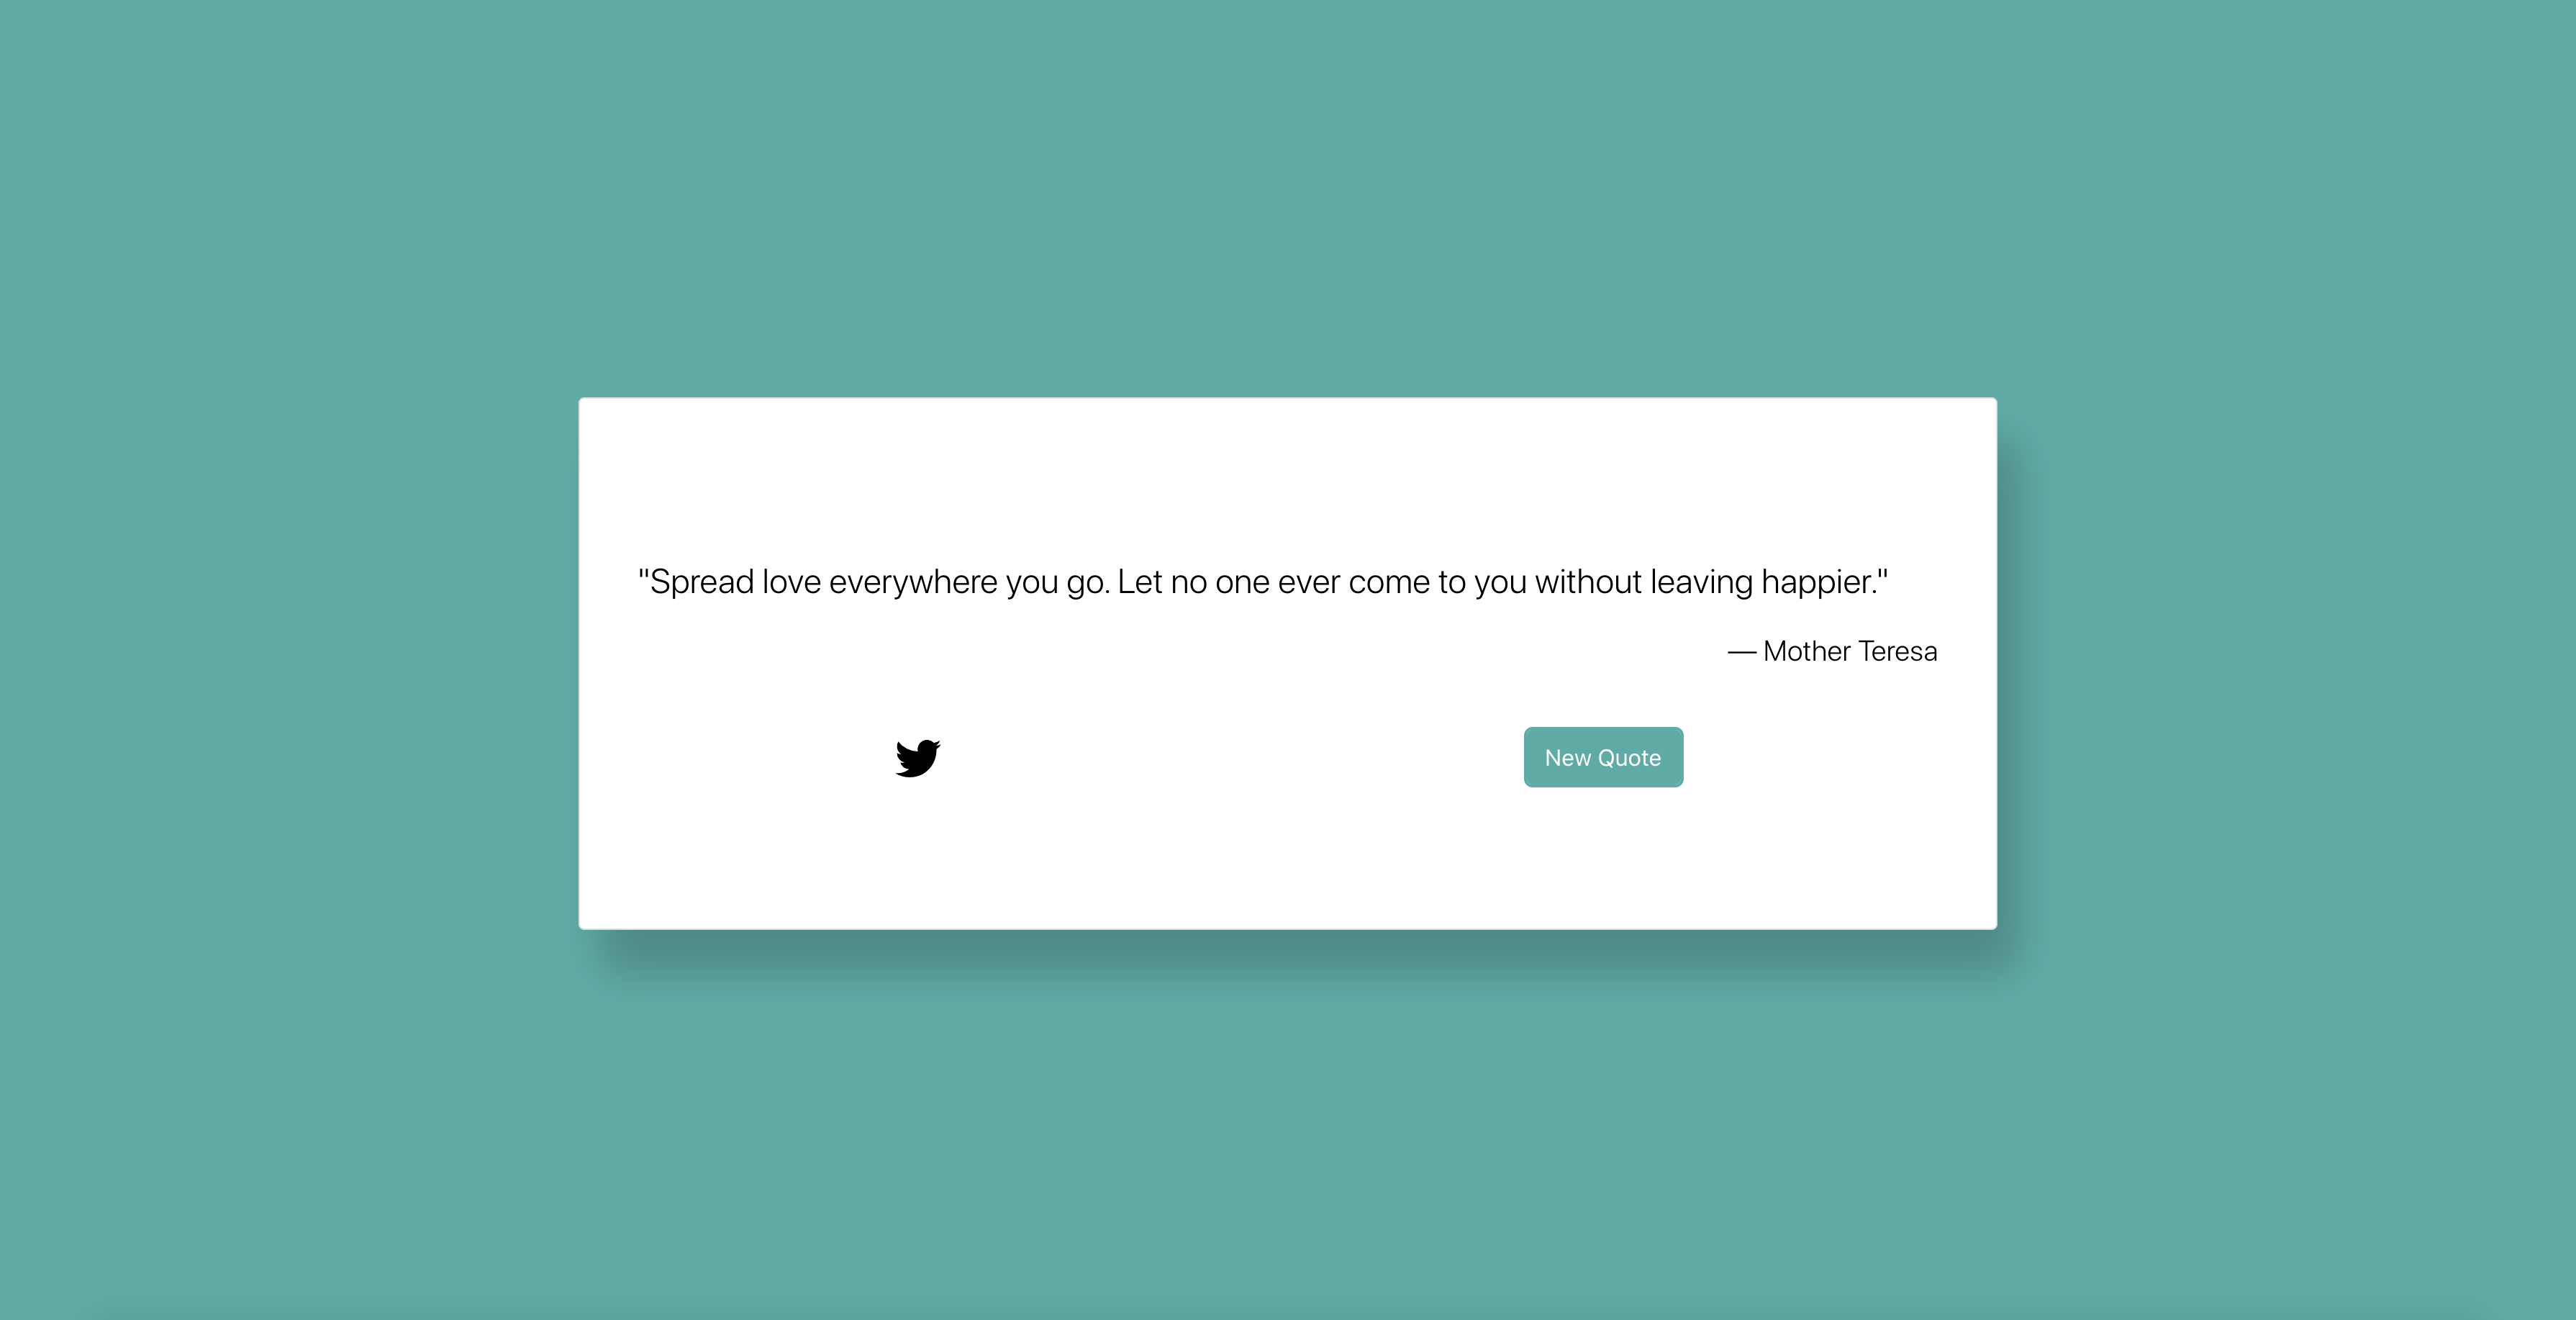 "Spread love everywhere you go. Let no one ever come to you without leaving happier."
— Mother Teresa
New Quote